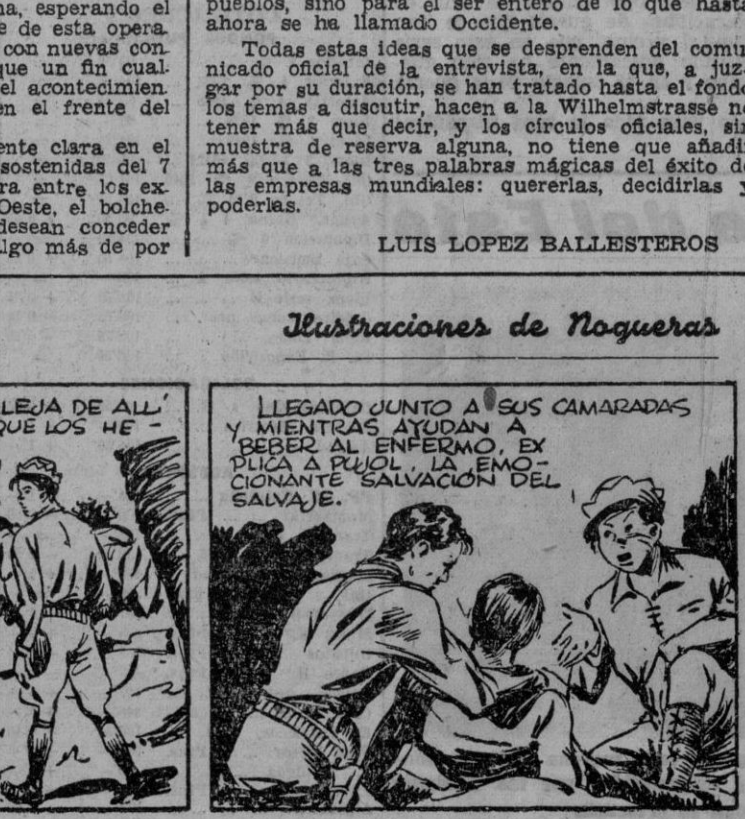 na, esperando el
e de esta opera
con nuevas con-
que un fin cual-
el acontecimien
en el frente del
ente clara en el
sostenidas del 7
ra entre los ex-
Oeste, el bolche-
desean conceder
algo más de por
pueblos, sino para el ser entero de lo que hasta
ahora se ha llamado Occidente.
Todas estas ideas que se desprenden del comu-
nicado oficial de la entrevista, en la que, a juz-
gar por su duración, se han tratado hasta el fondo
los temas a discutir, hacen a la Wilhelmstrasse no
tener más que decir, y los círculos oficiales, sin
muestra de reserva alguna, no tiene que añadir
más que a las tres palabras mágicas del éxito de
las empresas mundiales: quererlas, decidirlas y
poderlas.
LUIS LOPEZ BALLESTEROS
Ilustraciones de Nogueras
LEJA DE ALL'
QUE LOS HE -
LLEGADO JUNTO A SUS CAMARADAS
Y MIENTRAS AYUDAN A
BEBER AL ENFERMO, EX
PLICA A PUJOL, LA EMO-
CIONANTE SALVACIÓN DEL
SALVAJE.